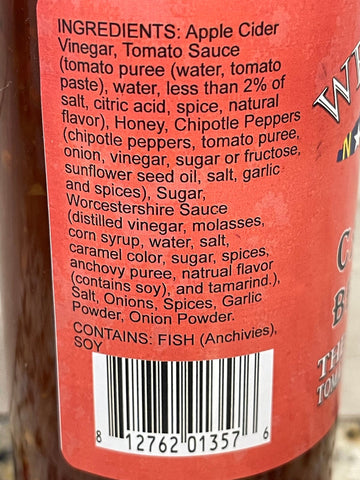 INGREDIENTS: Apple Cider
Vinegar, Tomato Sauce
(tomato puree (water, tomato
paste), water, less than 2% of
salt, citric acid, spice, natural
flavor), Honey, Chipotle Peppers
(chipotle peppers, tomato puree,
onion, vinegar, sugar or fructose,
sunflower seed oil, salt, garlic
and spices), Sugar,
Worcestershire Sauce
(distilled vinegar, molasses,
corn syrup, water, salt,
caramel color, sugar, spices,
anchovy puree, natrual flavor
(contains soy), and tamarind.),
Salt, Onions, Spices, Garlic
Powder, Onion Powder.
CONTAINS: FISH (Anchivies),
SOY
8 12762 01357 6